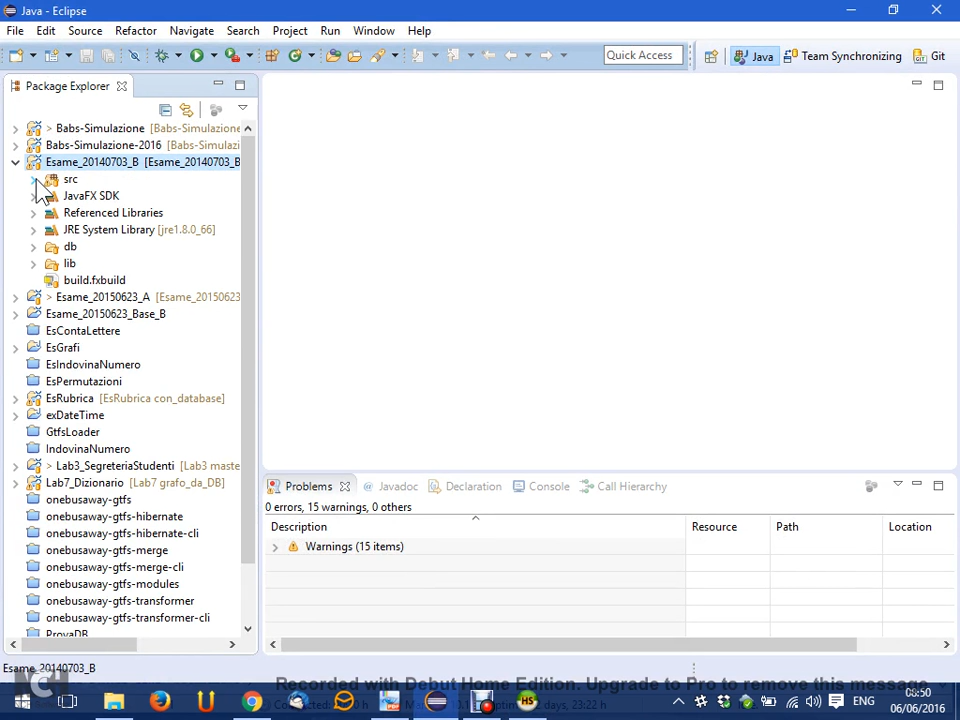 Java - Eclipse
File Edit Source Refactor Navigate Search Project Run Window Help
Quick Access Java Team Synchronizing Git
Package Explorer
> Babs-Simulazione [Babs-Simulazione
Babs-Simulazione-2016 [Babs-Simulazi
Esame_20140703_B [Esame_20140703_B
src
JavaFX SDK
Referenced Libraries
JRE System Library [jre1.8.0_66]
db
lib
build.fxbuild
> Esame_20150623_A [Esame_20150623
Esame_20150623_Base_B
EsContaLettere
EsGrafi
EsIndovinaNumero
EsPermutazioni
EsRubrica [EsRubrica con_database]
exDateTime
GtfsLoader
IndovinaNumero
> Lab3_SegreteriaStudenti [Lab3 maste
Lab7_Dizionario [Lab7 grafo_da_DB]
onebusaway-gtfs
onebusaway-gtfs-hibernate
onebusaway-gtfs-hibernate-cli
onebusaway-gtfs-merge
onebusaway-gtfs-merge-cli
onebusaway-gtfs-modules
onebusaway-gtfs-transformer
onebusaway-gtfs-transformer-cli
ProvaDB
Problems Javadoc Declaration Console Call Hierarchy
0 errors, 15 warnings, 0 others
Description Resource Path Location
Warnings (15 items)
Esame_20140703_B
Recorded with Debut Home Edition. Upgrade to Pro to remove this message
ENG
08:50
06/06/2016